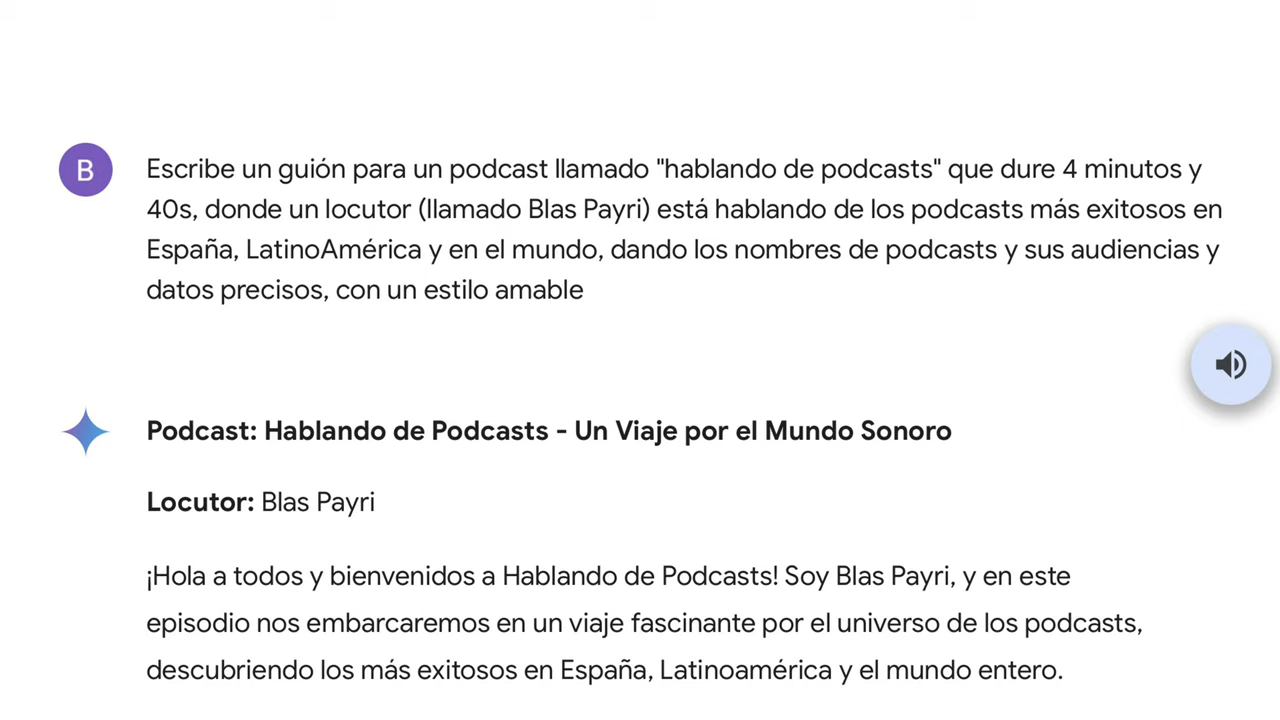 B
Escribe un guión para un podcast llamado "hablando de podcasts" que dure 4 minutos y
40s, donde un locutor (llamado Blas Payri) está hablando de los podcasts más exitosos en
España, LatinoAmérica y en el mundo, dando los nombres de podcasts y sus audiencias y
datos precisos, con un estilo amable
Podcast: Hablando de Podcasts - Un Viaje por el Mundo Sonoro
Locutor: Blas Payri
¡Hola a todos y bienvenidos a Hablando de Podcasts! Soy Blas Payri, y en este
episodio nos embarcaremos en un viaje fascinante por el universo de los podcasts,
descubriendo los más exitosos en España, Latinoamérica y el mundo entero.